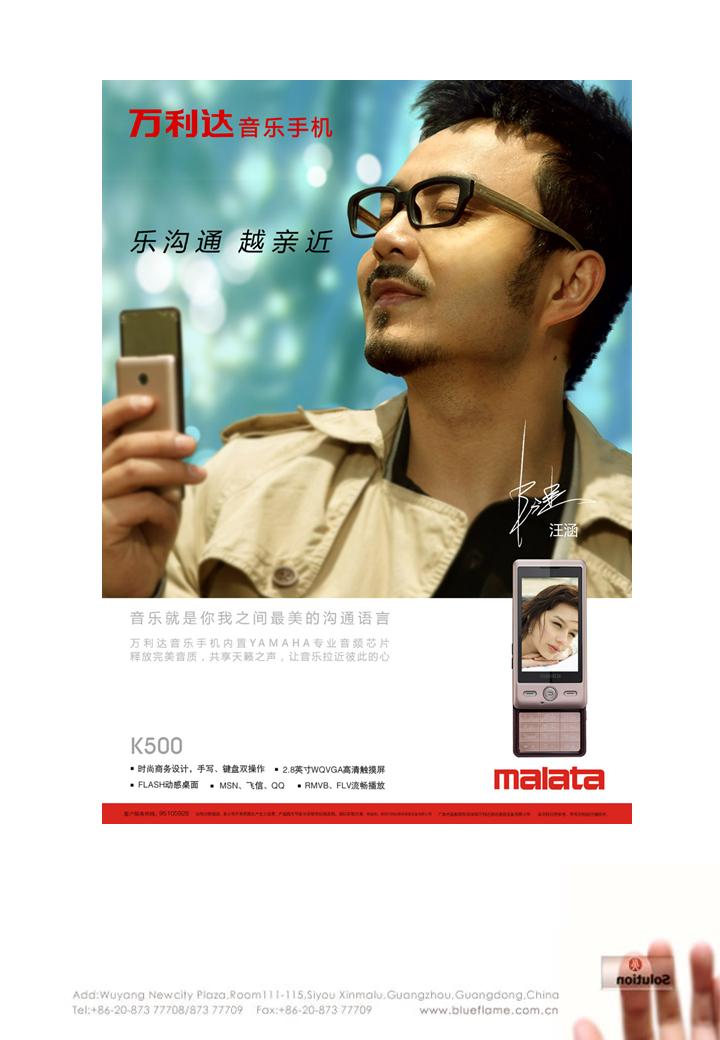 万利达音乐手机
乐沟通 越亲近
汪涵
音乐就是你我之间最美的沟通语言
万利达音乐手机内置YAMAHA专业音频芯片
释放完美音质，共享天籁之声，让音乐拉近彼此的心
K500
▪ 时尚商务设计，手写、键盘双操作 ▪ 2.8英寸WQVGA高清触摸屏
▪ FLASH动感桌面 ▪ MSN、飞信、QQ ▪ RMVB、FLV流畅播放
malata
客户服务热线：95105928
Solution
Add:Wuyang Newcity Plaza,Room111-115,Siyou Xinmalu,Guangzhou,Guangdong,China
Tel:+86-20-873 77708/873 77709 Fax:+86-20-873 77709 www.blueflame.com.cn